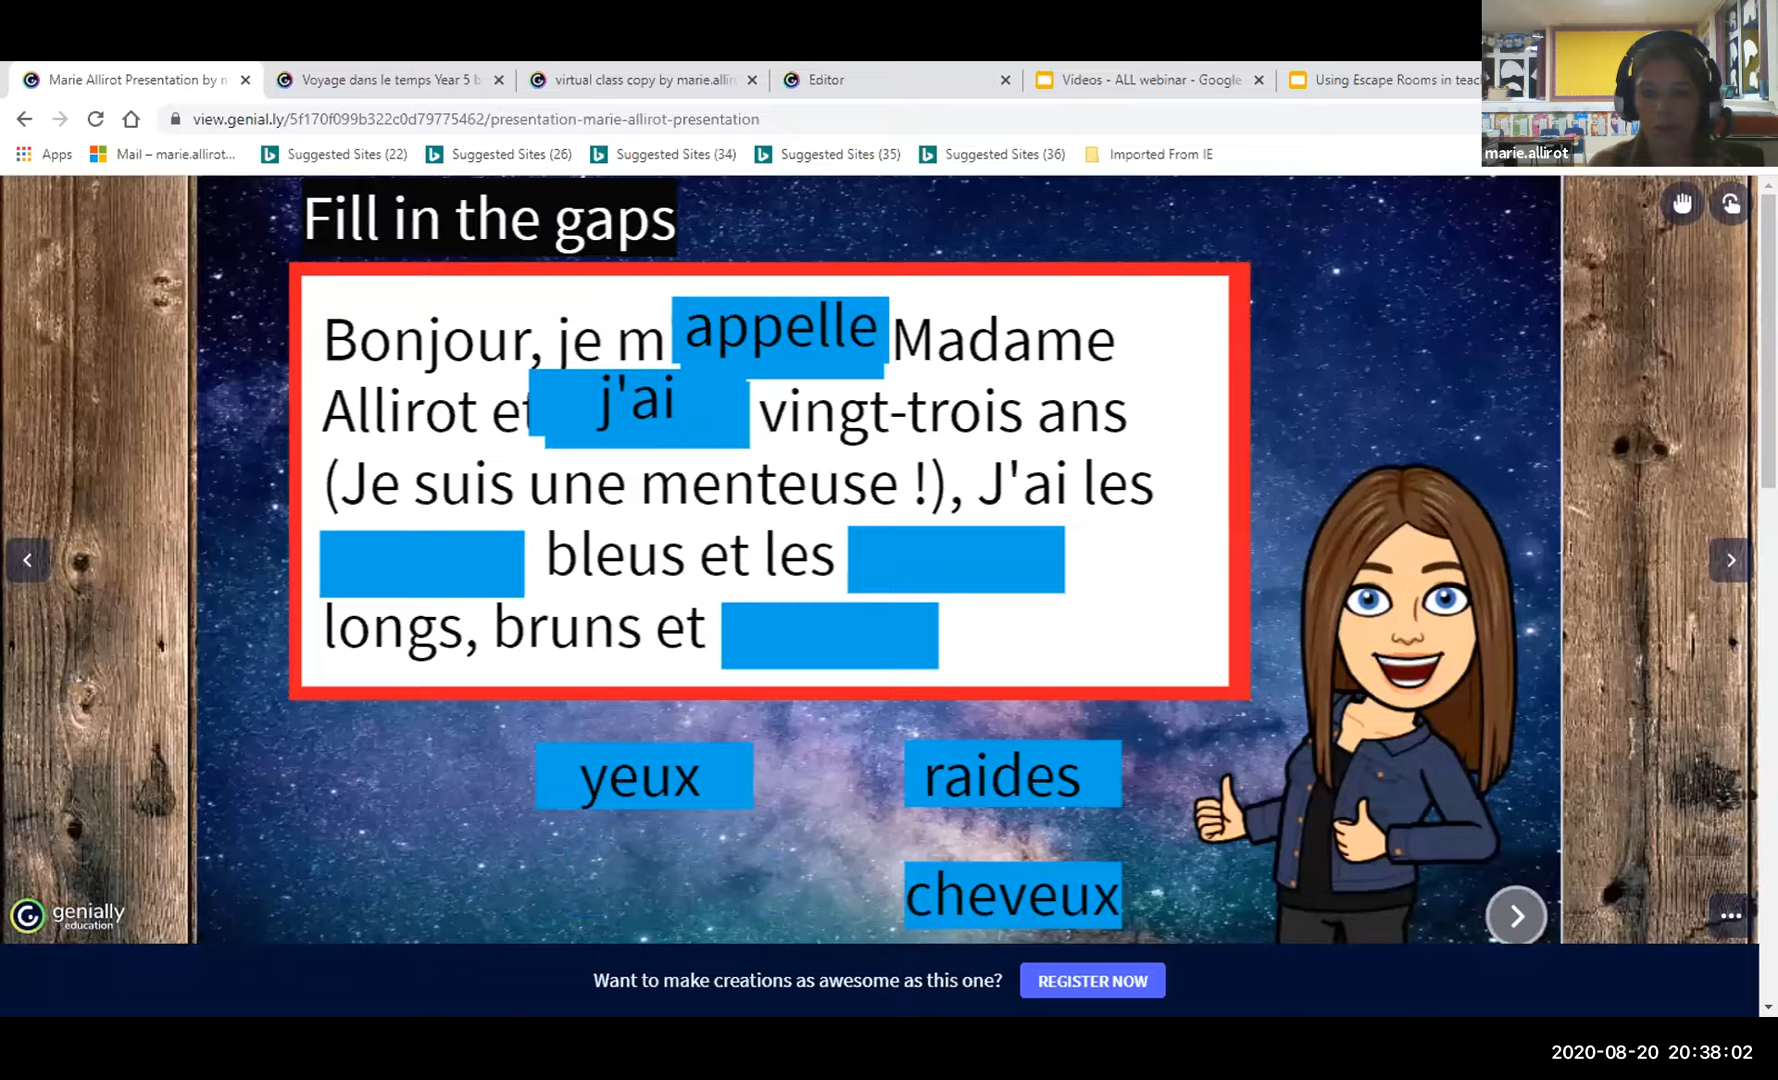 Marie Allirot Presentation by n
Voyage dans le temps Year 5 b
virtual class copy by marie.allir
Editor
Videos - ALL webinar - Google
Using Escape Rooms in teac
view.genial.ly/5f170f099b322c0d79775462/presentation-marie-allirot-presentation
Apps
Mail – marie.allirot...
Suggested Sites (22)
Suggested Sites (26)
Suggested Sites (34)
Suggested Sites (35)
Suggested Sites (36)
Imported From IE
marie.allirot
Fill in the gaps
Bonjour, je m appelle Madame
Allirot et j'ai vingt-trois ans
(Je suis une menteuse !), J'ai les
bleus et les
longs, bruns et
yeux
raides
cheveux
genially
education
Want to make creations as awesome as this one?
REGISTER NOW
2020-08-20 20:38:02